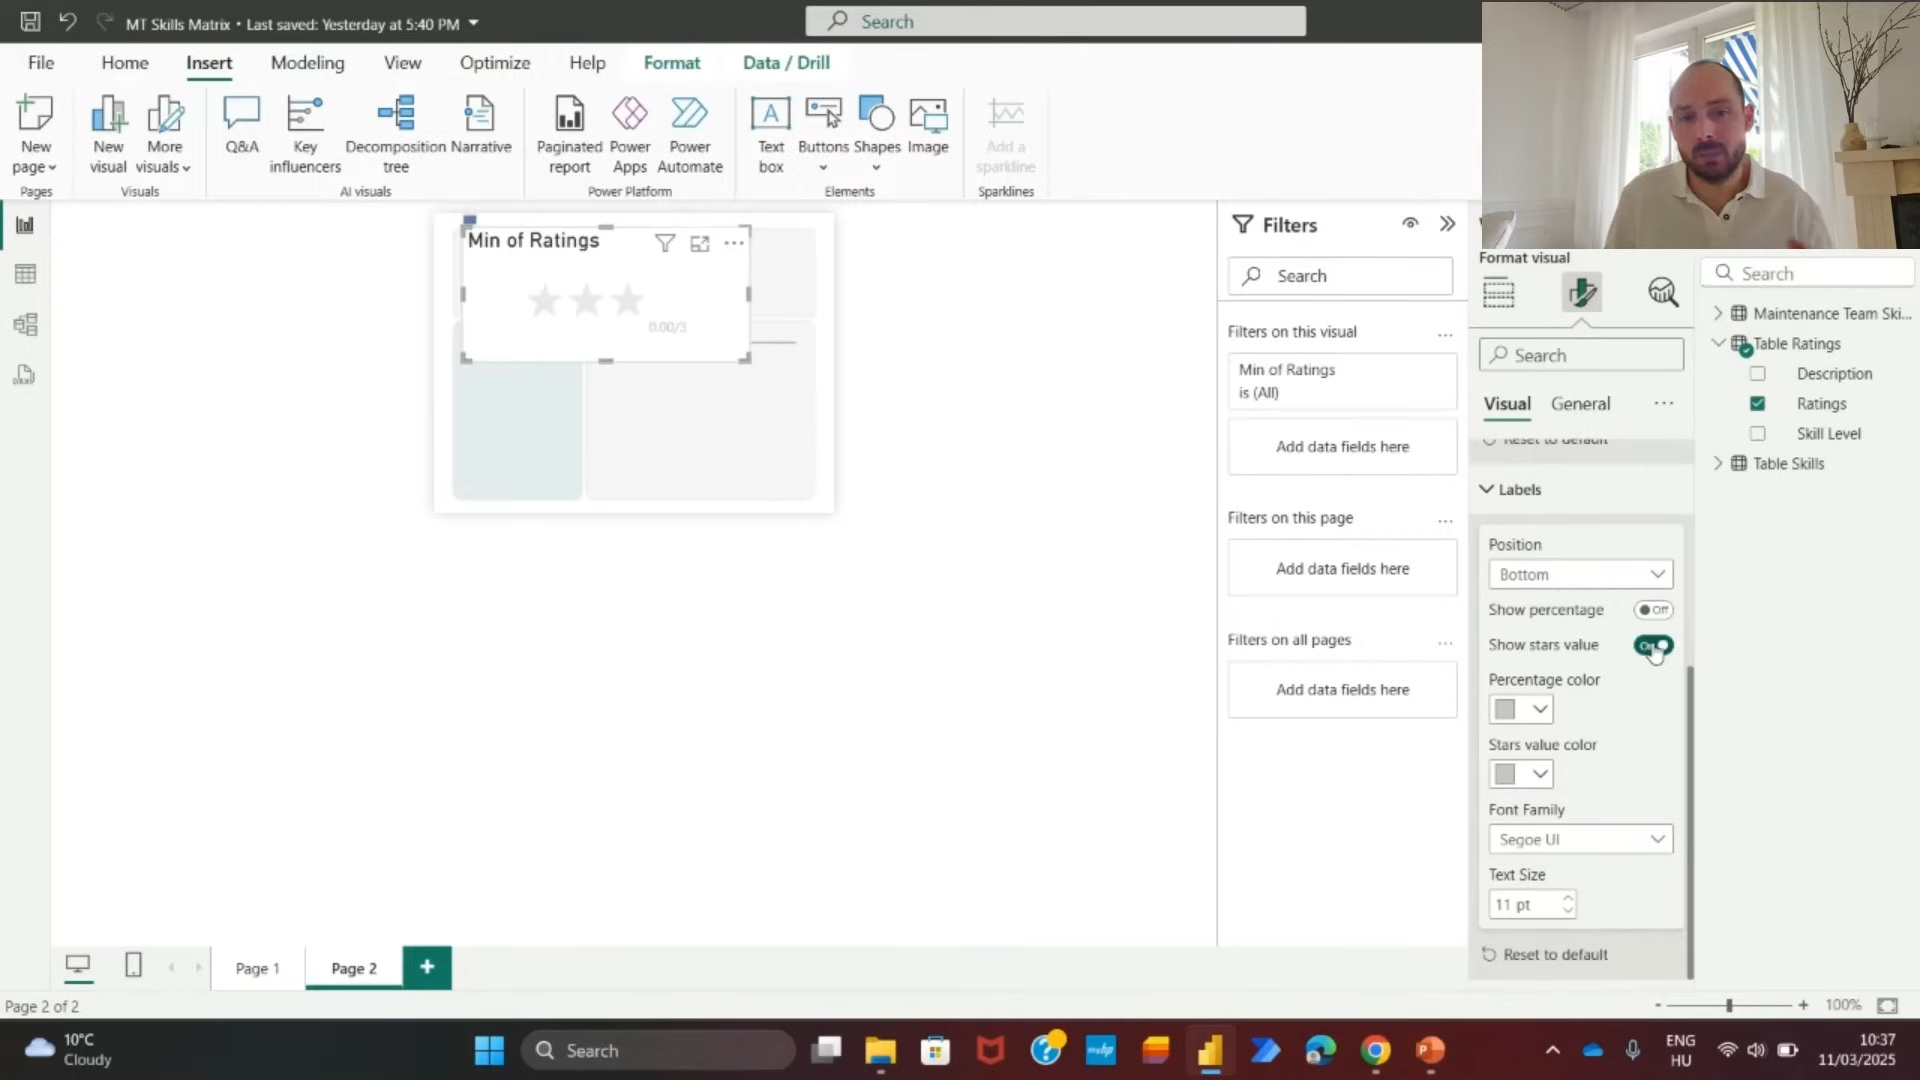 MT Skills Matrix • Last saved: Yesterday at 5:40 PM
Search
File Home Insert Modeling View Optimize Help Format Data / Drill
New page
New visual
More visuals
Q&A
Key influencers
Decomposition tree
Narrative
Paginated report
Power Apps
Power Automate
Text box
Buttons
Shapes
Image
Add a sparkline
Pages
Visuals
AI visuals
Power Platform
Elements
Sparklines
Min of Ratings
0.00/3
Filters
Search
Filters on this visual
Min of Ratings
is (All)
Add data fields here
Filters on this page
Add data fields here
Filters on all pages
Add data fields here
Format visual
Search
Visual General
Reset to default
Labels
Position
Bottom
Show percentage Off
Show stars value On
Percentage color
Stars value color
Font Family
Segoe UI
Text Size
11 pt
Reset to default
Search
Maintenance Team Ski...
Table Ratings
Description
Ratings
Skill Level
Table Skills
Page 1
Page 2
Page 2 of 2
100%
10°C
Cloudy
Search
myhp
ENG
HU
10:37
11/03/2025